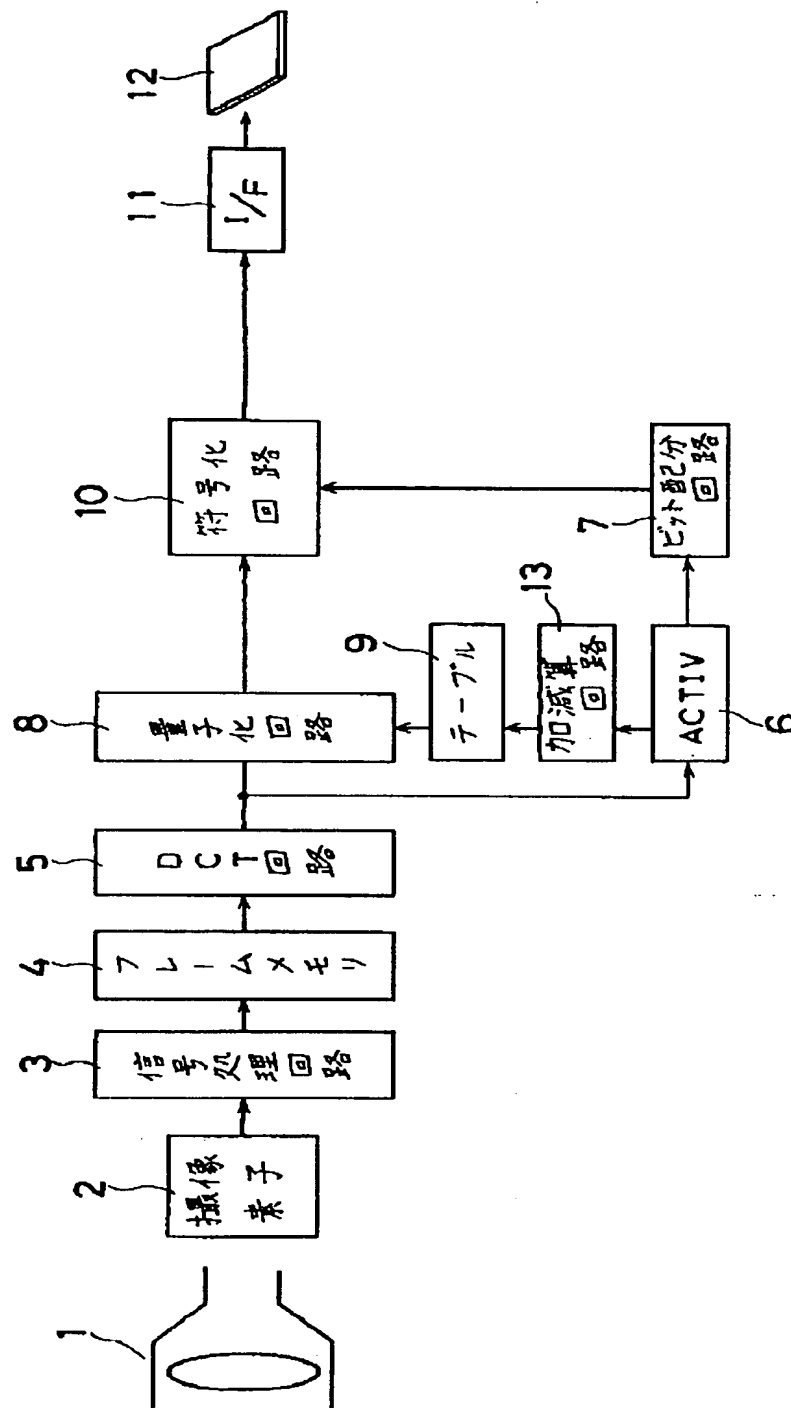 1
2
撮像
素子
3
信号処理回路
4
フレームメモリ
5
DCT回路
8
量子化回路
10
符号化
回路
11
I/F
12
9
テーブル
13
加減算
回路
6
ACTIV
7
ビット配分
回路